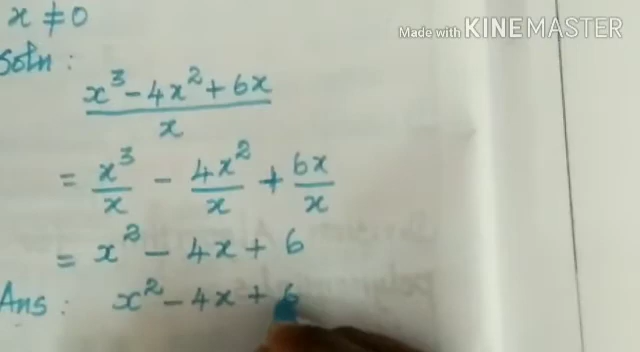 x ≠ 0
Made with KINEMASTER
Soln :
x³ - 4x² + 6x / x
= x³/x - 4x²/x + 6x/x
= x² - 4x + 6
Ans : x² - 4x + 6